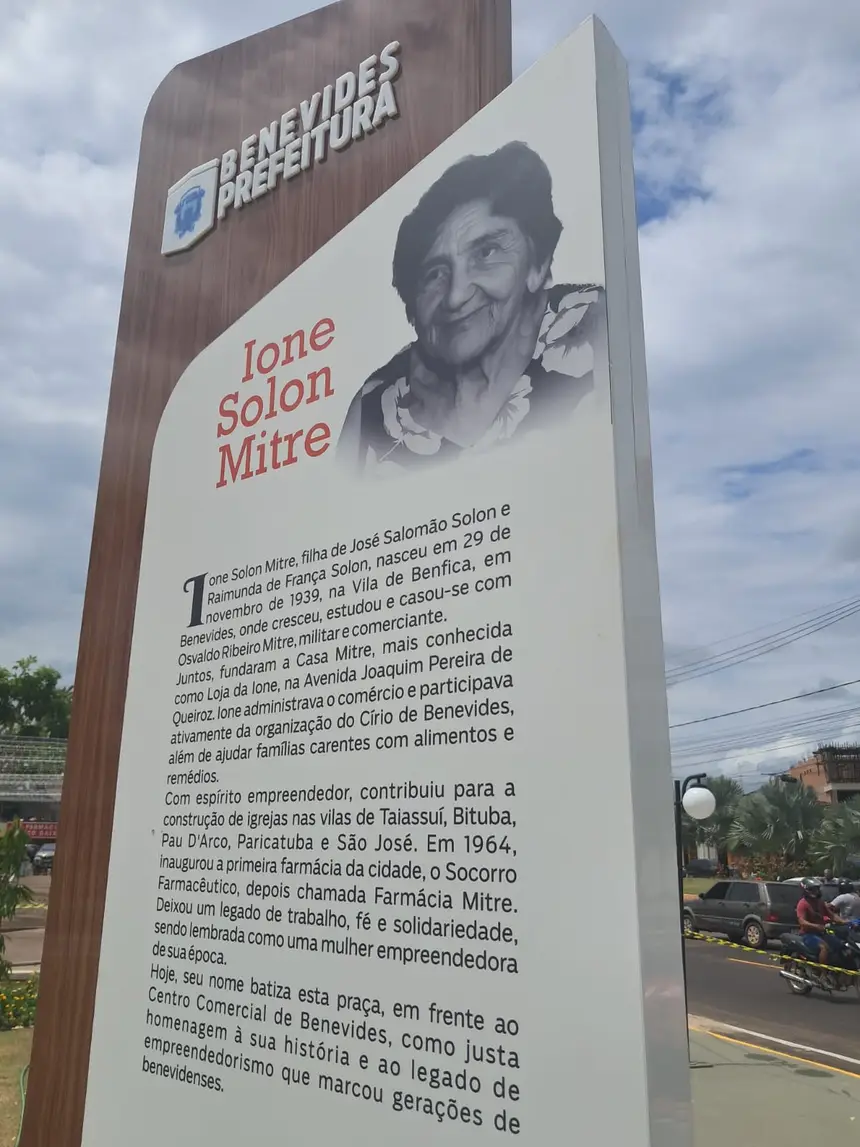 BENEVIDES
PREFEITURA
Ione
Solon
Mitre
Ione Solon Mitre, filha de José Salomão Solon e
Raimunda de França Solon, nasceu em 29 de
novembro de 1939, na Vila de Benfica, em
Benevides, onde cresceu, estudou e casou-se com
Osvaldo Ribeiro Mitre, militar e comerciante.
Juntos, fundaram a Casa Mitre, mais conhecida
como Loja da Ione, na Avenida Joaquim Pereira de
Queiroz. Ione administrava o comércio e participava
ativamente da organização do Círio de Benevides,
além de ajudar famílias carentes com alimentos e
remédios.
Com espírito empreendedor, contribuiu para a
construção de igrejas nas vilas de Taiassuí, Bituba,
Pau D'Arco, Paricatuba e São José. Em 1964,
inaugurou a primeira farmácia da cidade, o Socorro
Farmacêutico, depois chamada Farmácia Mitre.
Deixou um legado de trabalho, fé e solidariedade,
sendo lembrada como uma mulher empreendedora
de sua época.
Hoje, seu nome batiza esta praça, em frente ao
Centro Comercial de Benevides, como justa
homenagem à sua história e ao legado de
empreendedorismo que marcou gerações de
benevidenses.